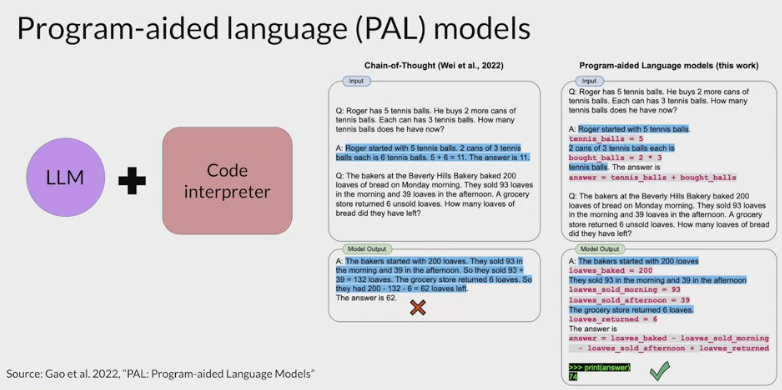 Program-aided language (PAL) models
LLM
Code
interpreter
Chain-of-Thought (Wei et al., 2022)
Input
Q: Roger has 5 tennis balls. He buys 2 more cans of
tennis balls. Each can has 3 tennis balls. How many
tennis balls does he have now?
A: Roger started with 5 tennis balls. 2 cans of 3 tennis
balls each is 6 tennis balls. 5 + 6 = 11. The answer is 11.
Q: The bakers at the Beverly Hills Bakery baked 200
loaves of bread on Monday morning. They sold 93 loaves
in the morning and 39 loaves in the afternoon. A grocery
store returned 6 unsold loaves. How many loaves of
bread did they have left?
Model Output
A: The bakers started with 200 loaves. They sold 93 in
the morning and 39 in the afternoon. So they sold 93 +
39 = 132 loaves. The grocery store returned 6 loaves. So
they had 200 - 132 - 6 = 62 loaves left.
The answer is 62.
Program-aided Language models (this work)
Input
Q: Roger has 5 tennis balls. He buys 2 more cans of
tennis balls. Each can has 3 tennis balls. How many
tennis balls does he have now?
A: Roger started with 5 tennis balls.
tennis_balls = 5
2 cans of 3 tennis balls each is
bought_balls = 2 * 3
tennis balls. The answer is
answer = tennis_balls + bought_balls
Q: The bakers at the Beverly Hills Bakery baked 200
loaves of bread on Monday morning. They sold 93 loaves
in the morning and 39 loaves in the afternoon. A grocery
store returned 6 unsold loaves. How many loaves of bread
did they have left?
Model Output
A: The bakers started with 200 loaves
loaves_baked = 200
They sold 93 in the morning and 39 in the afternoon
loaves_sold_morning = 93
loaves_sold_afternoon = 39
The grocery store returned 6 loaves.
loaves_returned = 6
The answer is
answer = loaves_baked - loaves_sold_morning
- loaves_sold_afternoon + loaves_returned
>>> print(answer)
74
Source: Gao et al. 2022, "PAL: Program-aided Language Models"